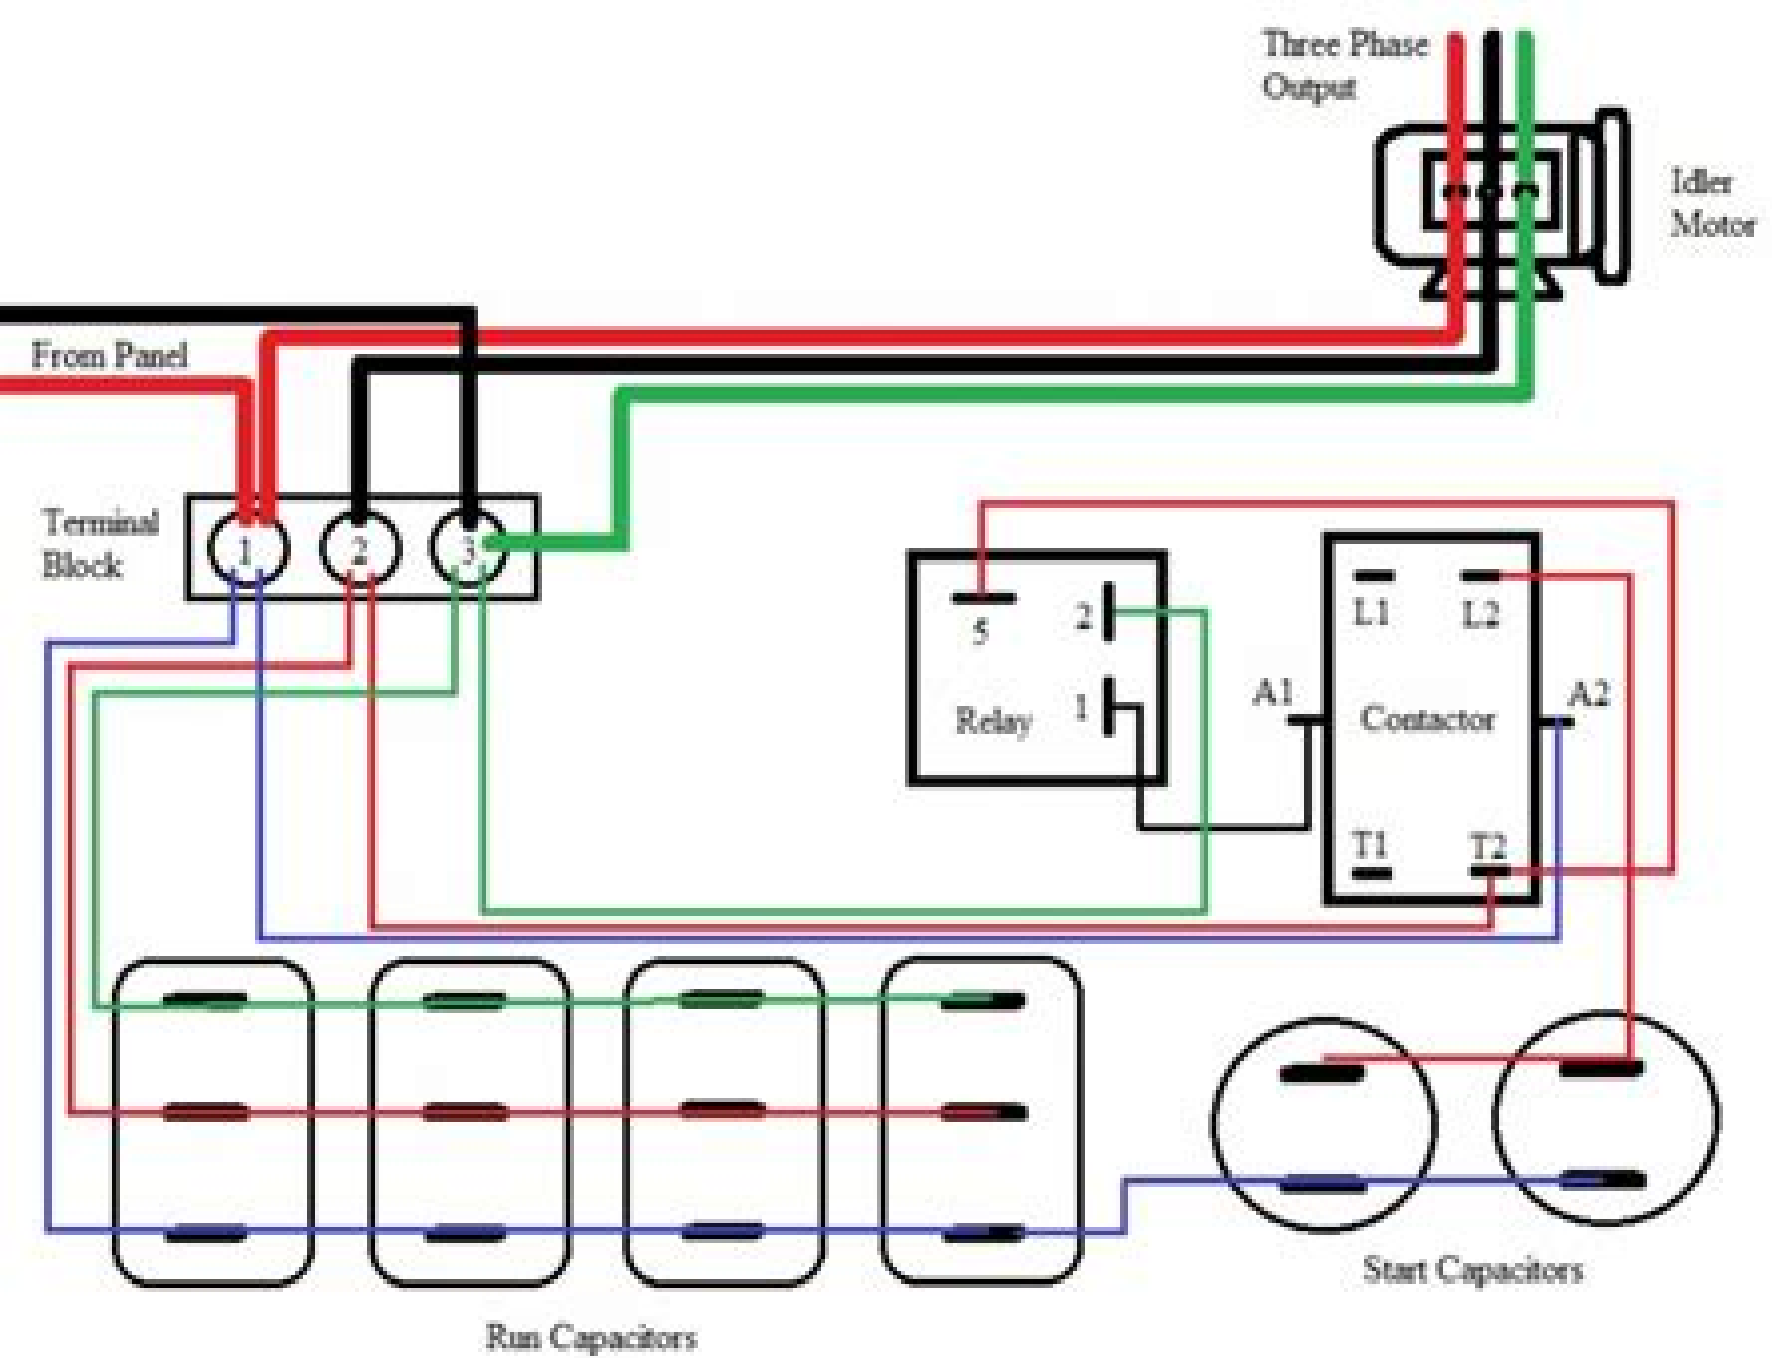 Three Phase
Output
Idler
Motor
From Panel
Terminal
Block
1
2
3
5
2
1
Relay
L1
L2
A1
Contactor
A2
T1
T2
Start Capacitors
Run Capacitors